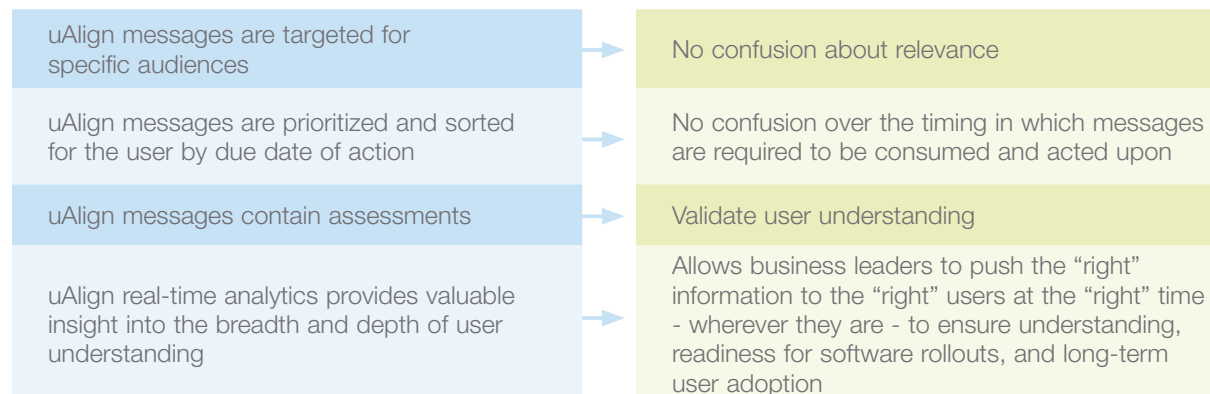 uAlign messages are targeted for
specific audiences
No confusion about relevance
uAlign messages are prioritized and sorted
for the user by due date of action
No confusion over the timing in which messages
are required to be consumed and acted upon
uAlign messages contain assessments
Validate user understanding
uAlign real-time analytics provides valuable
insight into the breadth and depth of user
understanding
Allows business leaders to push the “right”
information to the “right” users at the “right” time
- wherever they are - to ensure understanding,
readiness for software rollouts, and long-term
user adoption